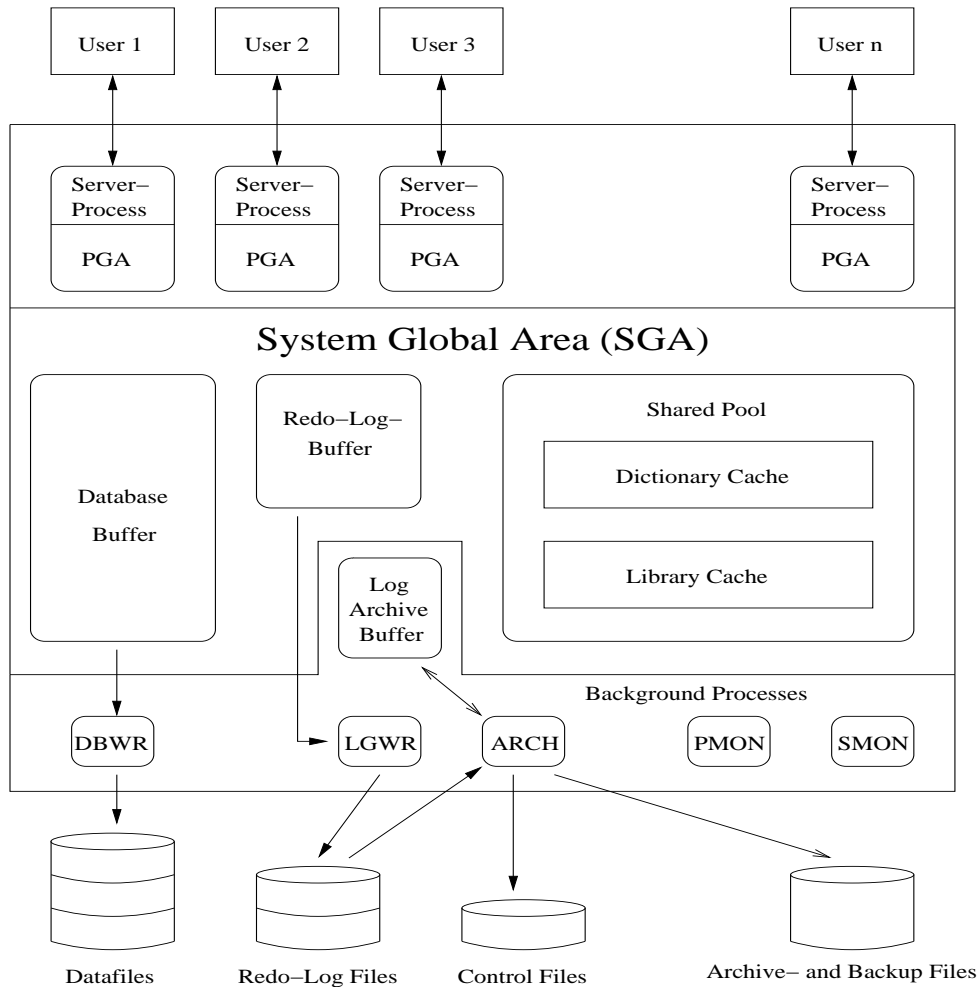 User 1
User 2
User 3
User n
Server–
Process
PGA
Server–
Process
PGA
Server–
Process
PGA
Server–
Process
PGA
System Global Area (SGA)
Database
Buffer
Redo–Log–
Buffer
Shared Pool
Dictionary Cache
Library Cache
Log
Archive
Buffer
Background Processes
DBWR
LGWR
ARCH
PMON
SMON
Datafiles
Redo–Log Files
Control Files
Archive– and Backup Files